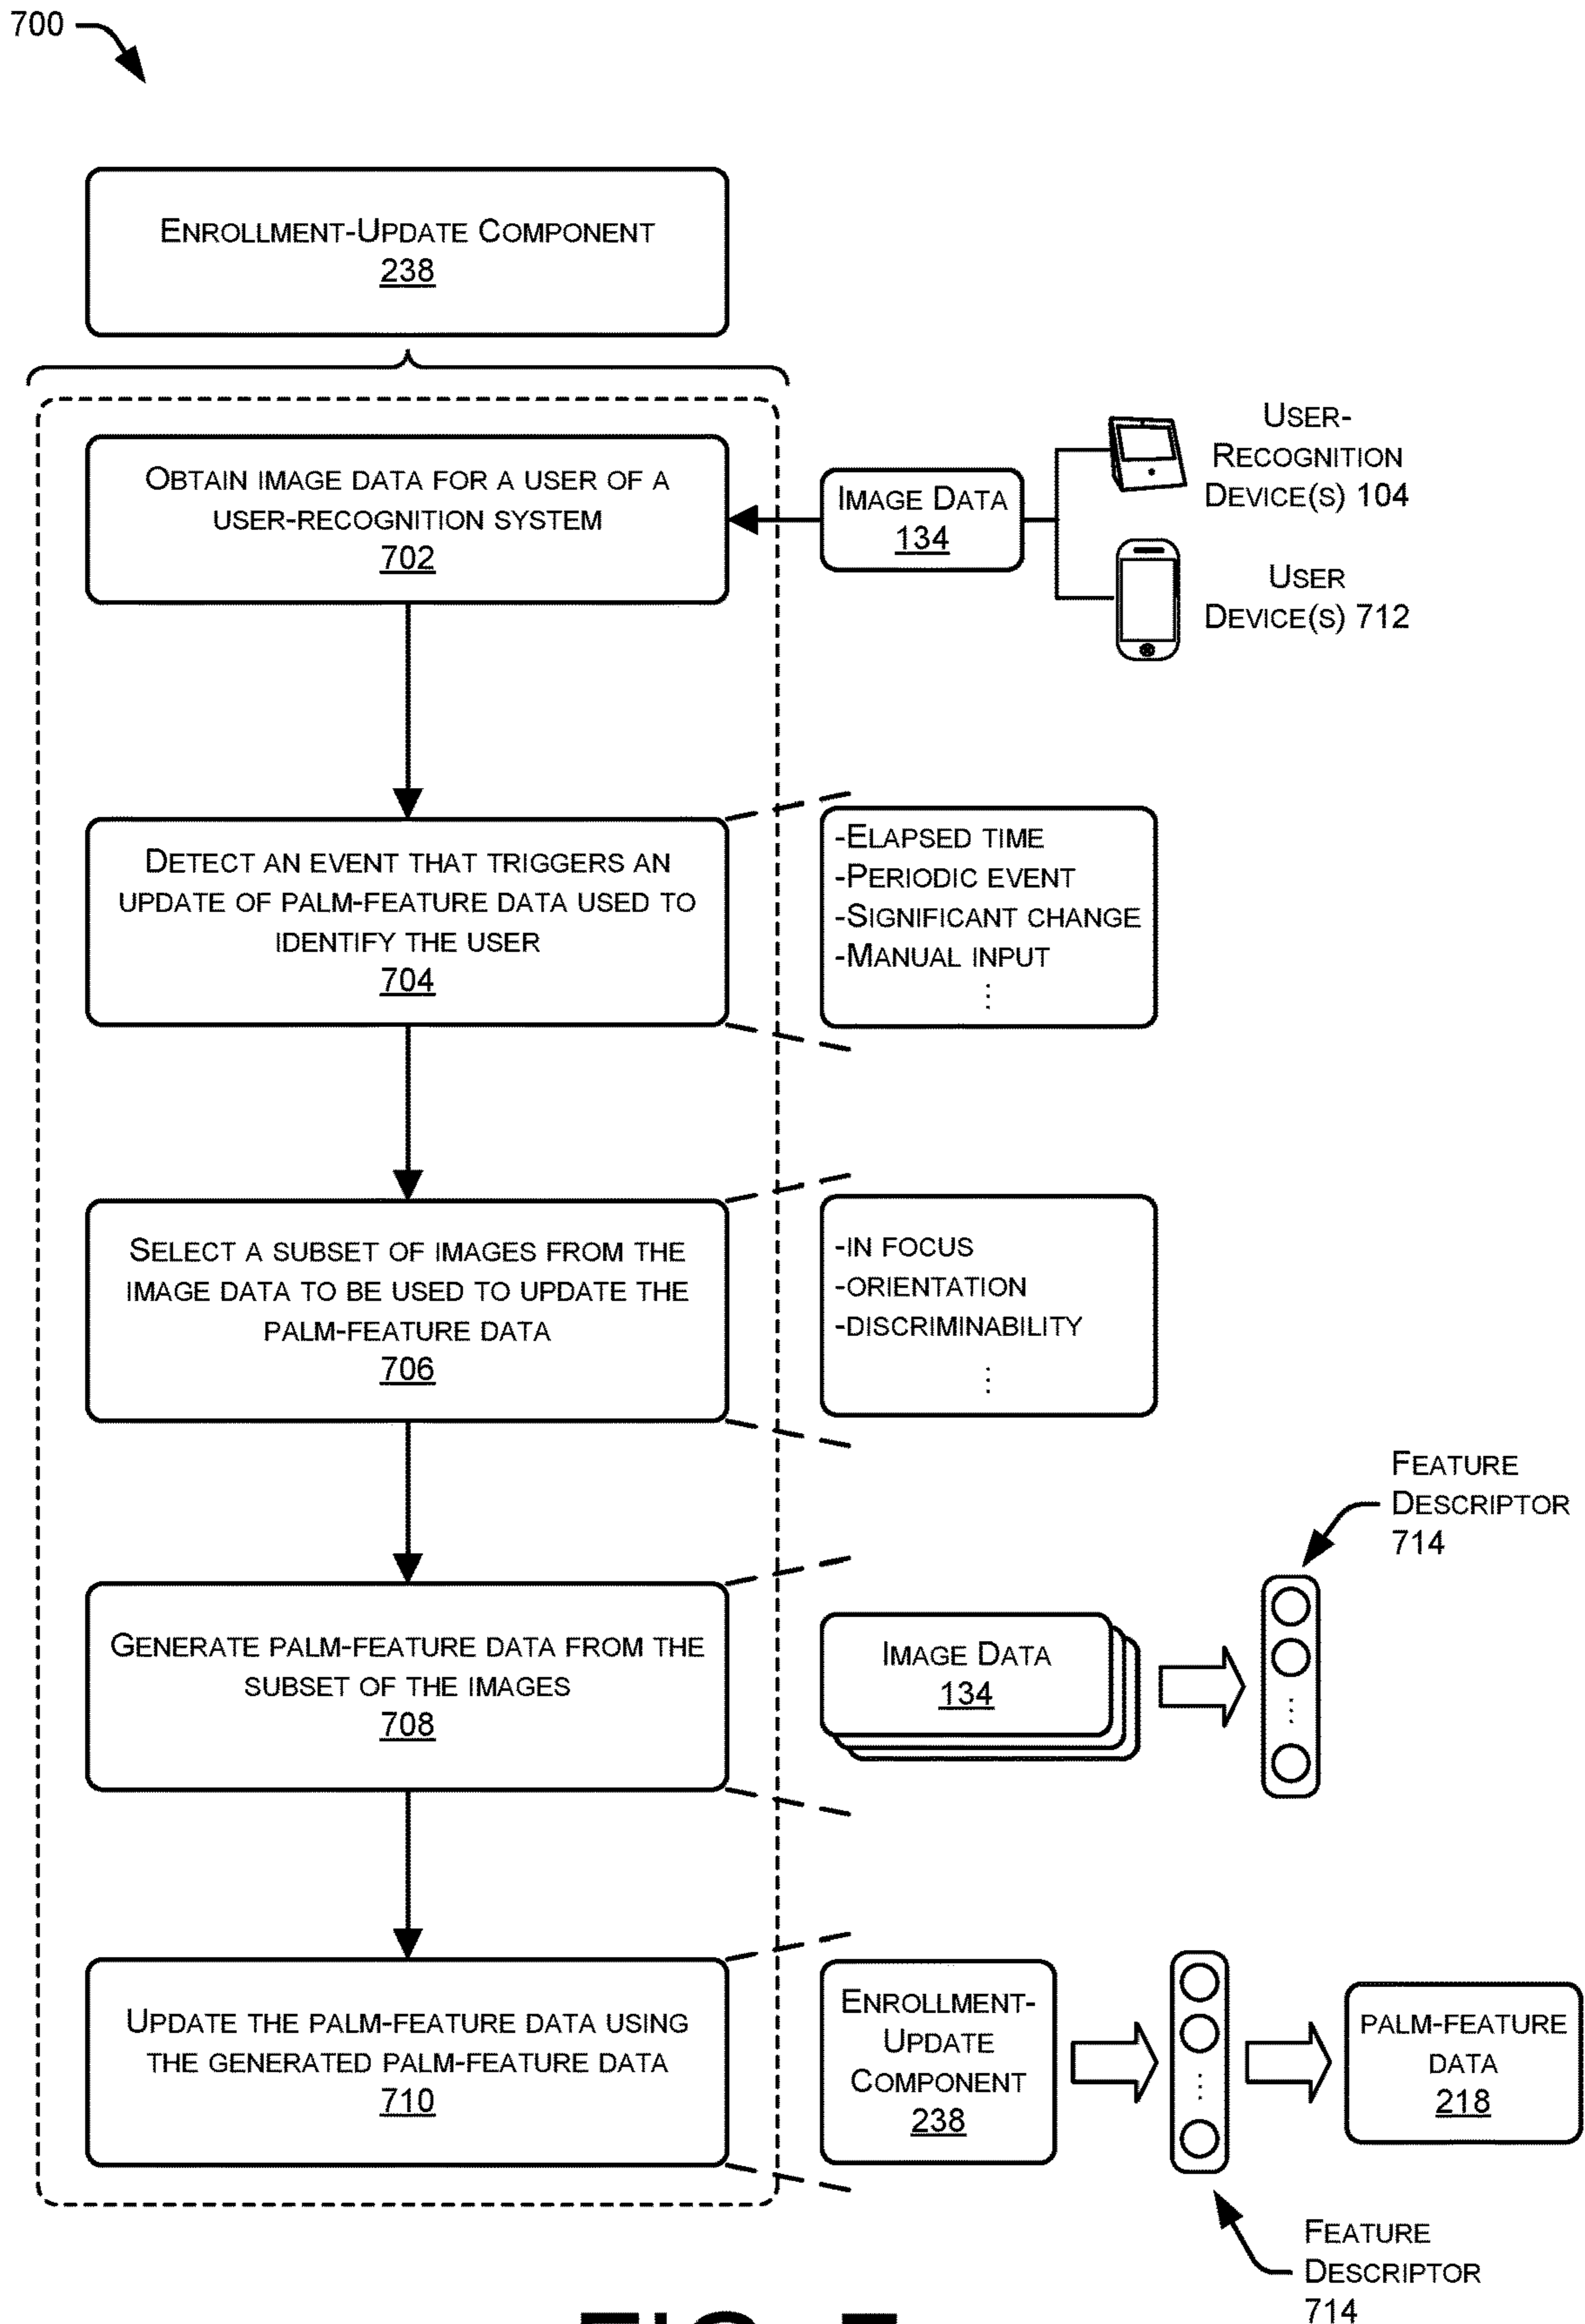 700
ENROLLMENT-UPDATE COMPONENT
238
OBTAIN IMAGE DATA FOR A USER OF A
USER-RECOGNITION SYSTEM
702
IMAGE DATA
134
USER-
RECOGNITION
DEVICE(S) 104
USER
DEVICE(S) 712
DETECT AN EVENT THAT TRIGGERS AN
UPDATE OF PALM-FEATURE DATA USED TO
IDENTIFY THE USER
704
-ELAPSED TIME
-PERIODIC EVENT
-SIGNIFICANT CHANGE
-MANUAL INPUT
⋮
SELECT A SUBSET OF IMAGES FROM THE
IMAGE DATA TO BE USED TO UPDATE THE
PALM-FEATURE DATA
706
-IN FOCUS
-ORIENTATION
-DISCRIMINABILITY
⋮
GENERATE PALM-FEATURE DATA FROM THE
SUBSET OF THE IMAGES
708
IMAGE DATA
134
FEATURE
DESCRIPTOR
714
UPDATE THE PALM-FEATURE DATA USING
THE GENERATED PALM-FEATURE DATA
710
ENROLLMENT-
UPDATE
COMPONENT
238
PALM-FEATURE
DATA
218
FEATURE
DESCRIPTOR
714